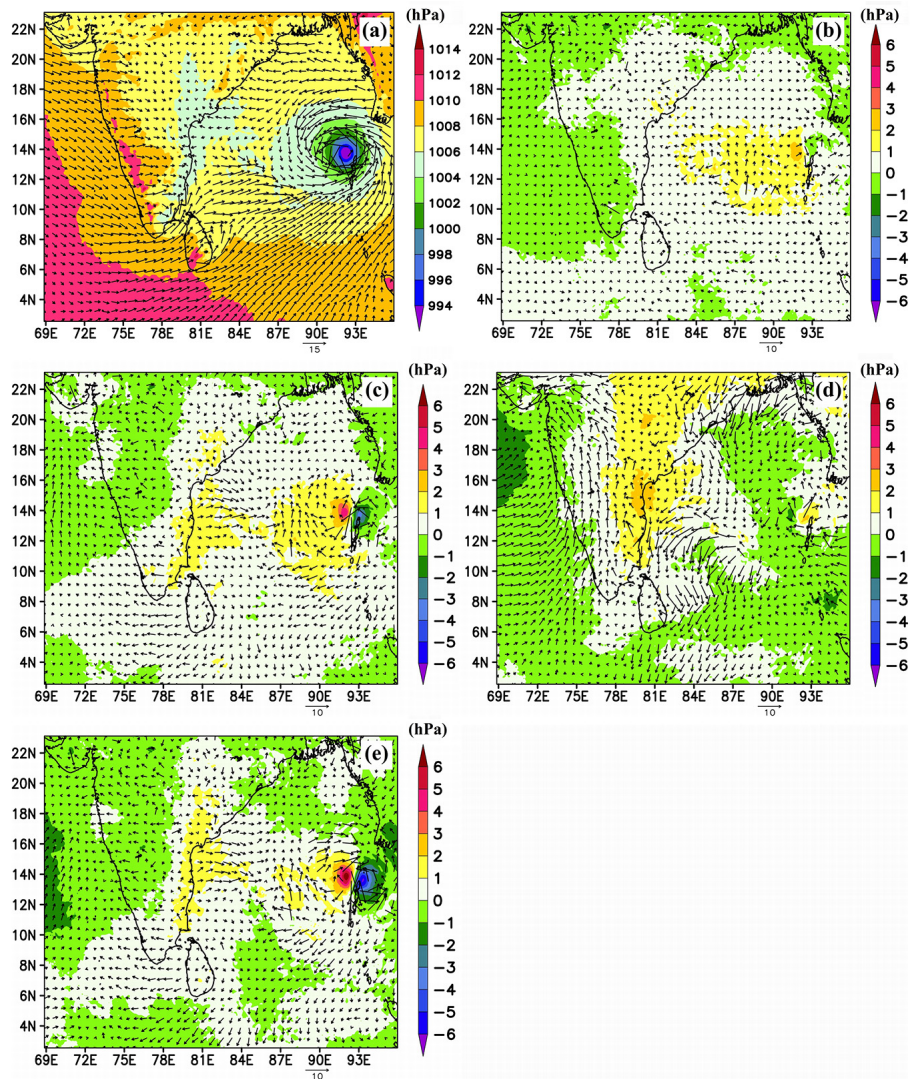 (hPa)
(a)
22N
20N
18N
16N
14N
12N
10N
8N
6N
4N
69E 72E 75E 78E 81E 84E 87E 90E 93E
15
1014
1012
1010
1008
1006
1004
1002
1000
998
996
994
(hPa)
(b)
22N
20N
18N
16N
14N
12N
10N
8N
6N
4N
69E 72E 75E 78E 81E 84E 87E 90E 93E
10
6
5
4
3
2
1
0
−1
−2
−3
−4
−5
−6
(hPa)
(c)
22N
20N
18N
16N
14N
12N
10N
8N
6N
4N
69E 72E 75E 78E 81E 84E 87E 90E 93E
10
6
5
4
3
2
1
0
−1
−2
−3
−4
−5
−6
(hPa)
(d)
22N
20N
18N
16N
14N
12N
10N
8N
6N
4N
69E 72E 75E 78E 81E 84E 87E 90E 93E
10
6
5
4
3
2
1
0
−1
−2
−3
−4
−5
−6
(hPa)
(e)
22N
20N
18N
16N
14N
12N
10N
8N
6N
4N
69E 72E 75E 78E 81E 84E 87E 90E 93E
10
6
5
4
3
2
1
0
−1
−2
−3
−4
−5
−6